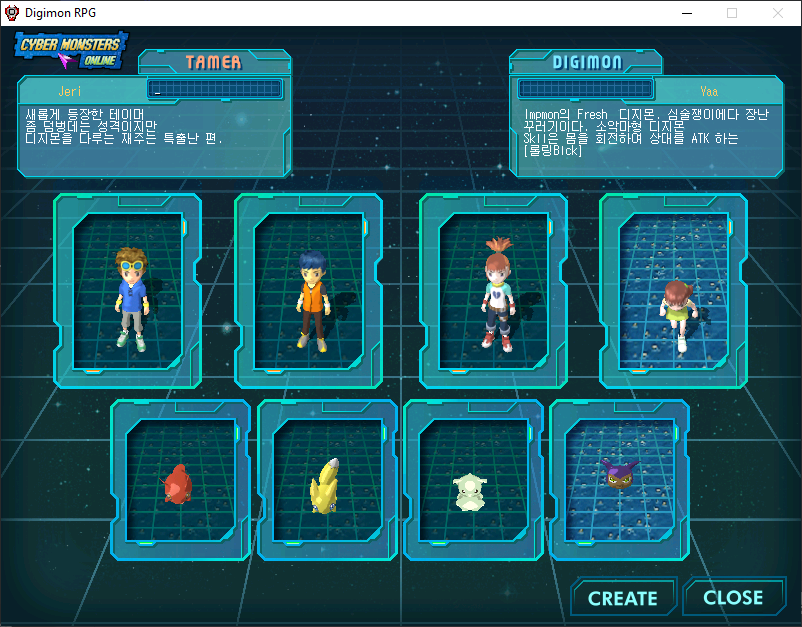 Digimon RPG
CYBER MONSTERS
ONLINE
TAMER
Jeri
새롭게 등장한 테이머
좀 덤벙대는 성격이지만
디지몬을 다루는 재주는 특출난 편.
DIGIMON
Yaa
Impmon의 Fresh 디지몬. 심술쟁이에다 장난
꾸러기이다. 소악마형 디지몬
Skll은 몸을 회전하여 상대를 ATK 하는
[롤링Blck]
CREATE
CLOSE